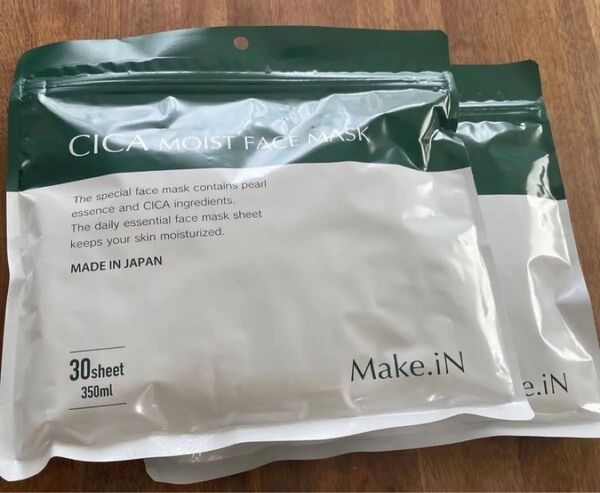 CICA MOIST FACE MASK
The special face mask contains pearl
essence and CICA ingredients.
The daily essential face mask sheet
keeps your skin moisturized.
MADE IN JAPAN
30sheet
350ml
Make.iN
e.iN